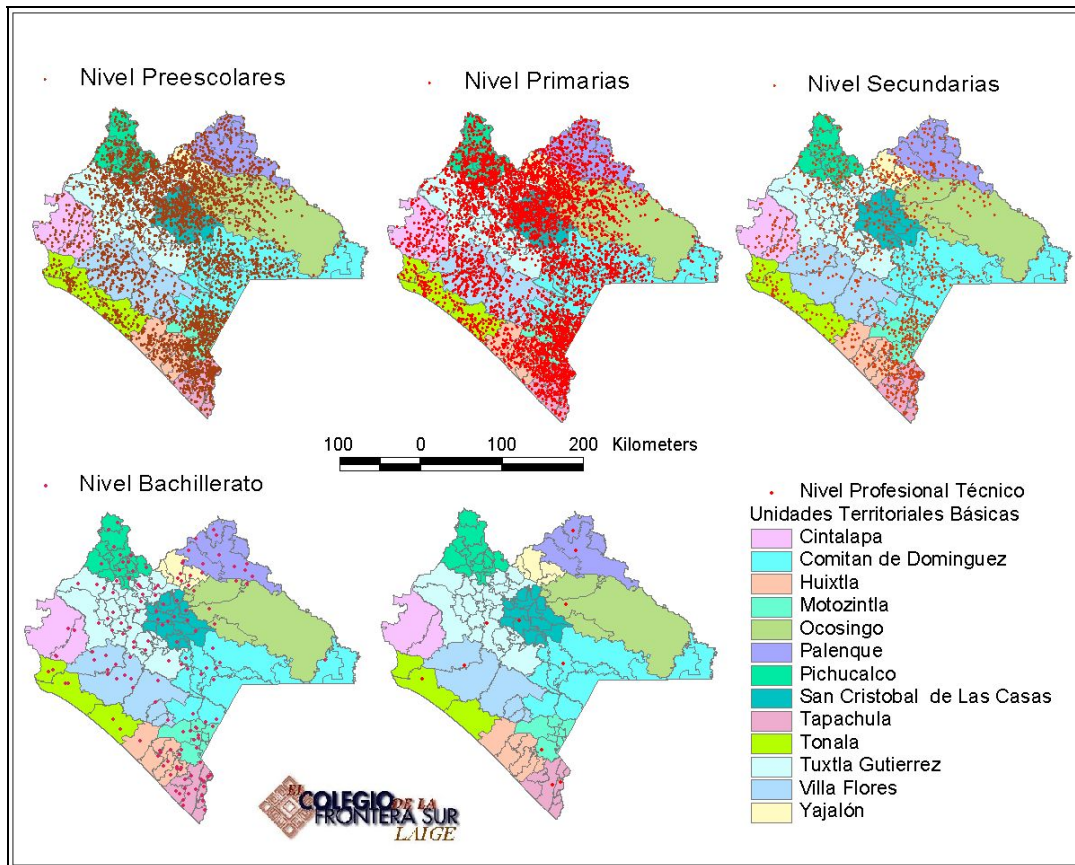 Nivel Preescolares
Nivel Primarias
Nivel Secundarias
100 0 100 200 Kilometers
Nivel Bachillerato
Nivel Profesional Técnico
Unidades Territoriales Básicas
Cintalapa
Comitan de Dominguez
Huixtla
Motozintla
Ocosingo
Palenque
Pichucalco
San Cristobal de Las Casas
Tapachula
Tonala
Tuxtla Gutierrez
Villa Flores
Yajalón
EL
COLEGIO DE LA
FRONTERA SUR
LAIGE